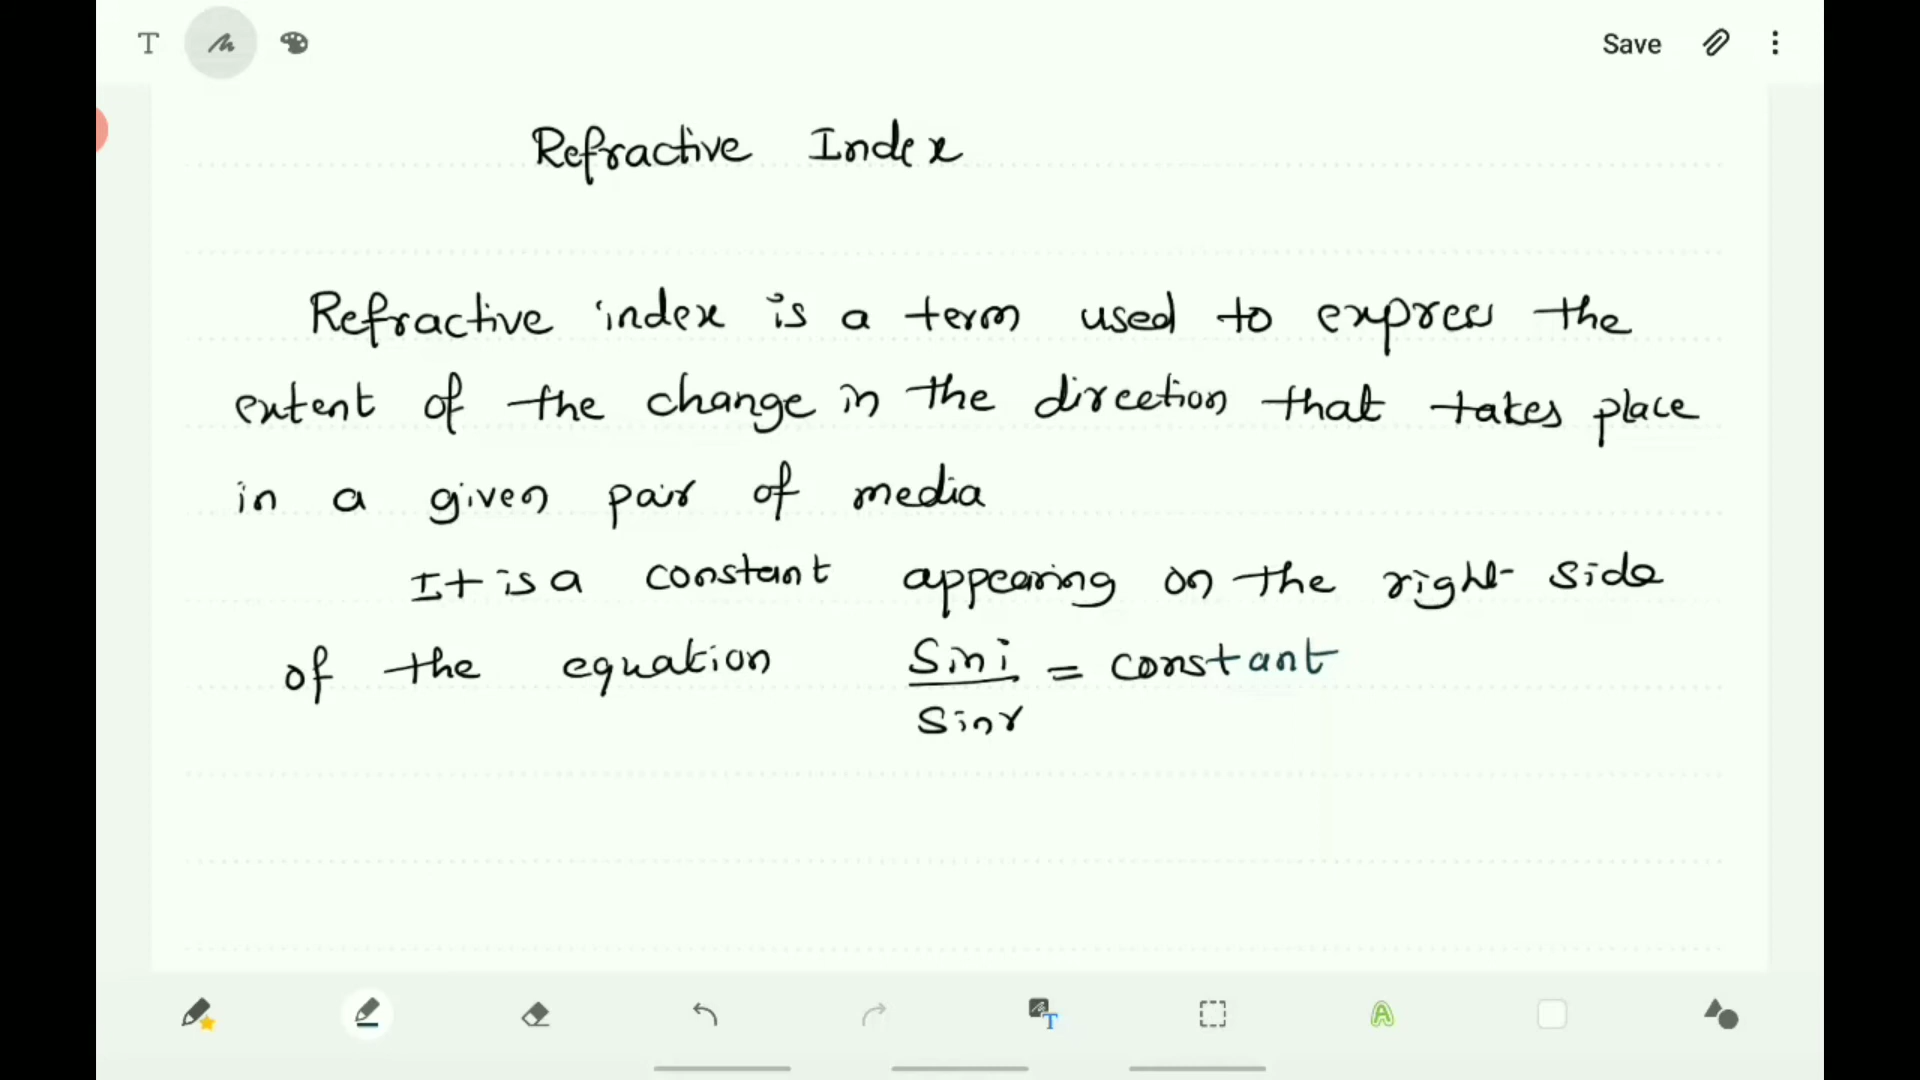 T
Save
Refractive Index
Refractive index is a term used to express the
extent of the change in the direction that takes place
in a given pair of media
It is a constant appearing on the right side
of the equation Sin i / Sin r = constant
T
A